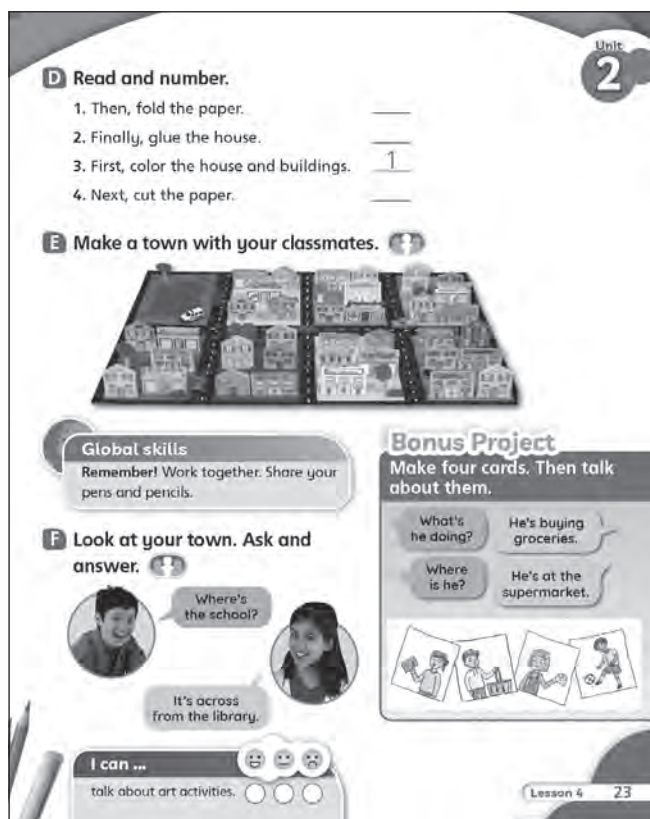 Unit
2
D Read and number.
1. Then, fold the paper.
2. Finally, glue the house.
3. First, color the house and buildings. 1
4. Next, cut the paper.
E Make a town with your classmates.
Global skills
Remember! Work together. Share your
pens and pencils.
F Look at your town. Ask and
answer.
Where's
the school?
It's across
from the library.
Bonus Project
Make four cards. Then talk
about them.
What's
he doing?
He's buying
groceries.
Where
is he?
He's at the
supermarket.
I can ...
talk about art activities.
Lesson 4 23